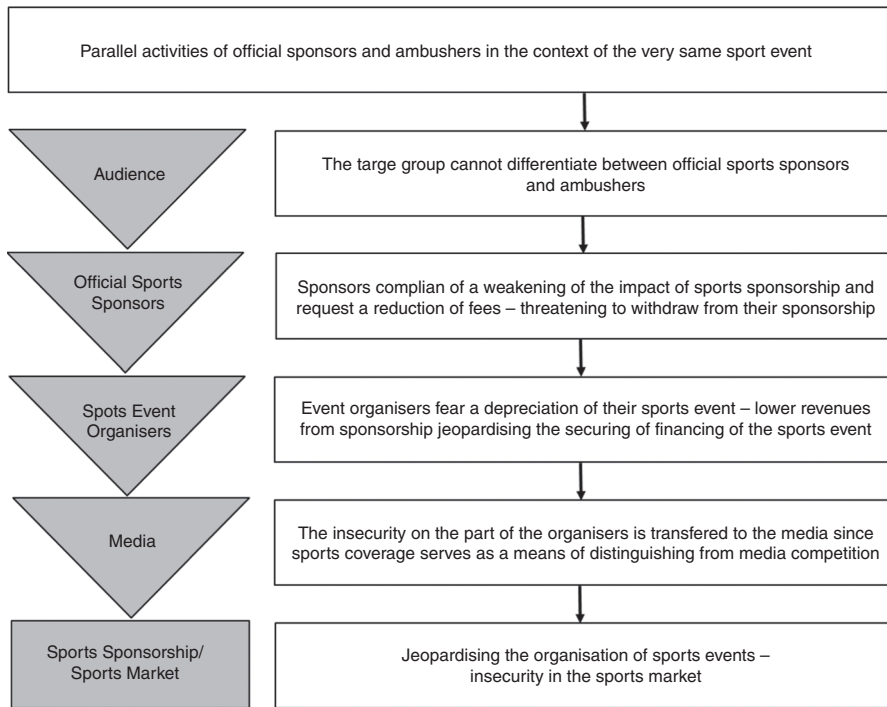 Parallel activities of official sponsors and ambushers in the context of the very same sport event
Audience
The targe group cannot differentiate between official sports sponsors
and ambushers
Official Sports
Sponsors
Sponsors complian of a weakening of the impact of sports sponsorship and
request a reduction of fees – threatening to withdraw from their sponsorship
Spots Event
Organisers
Event organisers fear a depreciation of their sports event – lower revenues
from sponsorship jeopardising the securing of financing of the sports event
Media
The insecurity on the part of the organisers is transfered to the media since
sports coverage serves as a means of distinguishing from media competition
Sports Sponsorship/
Sports Market
Jeopardising the organisation of sports events –
insecurity in the sports market